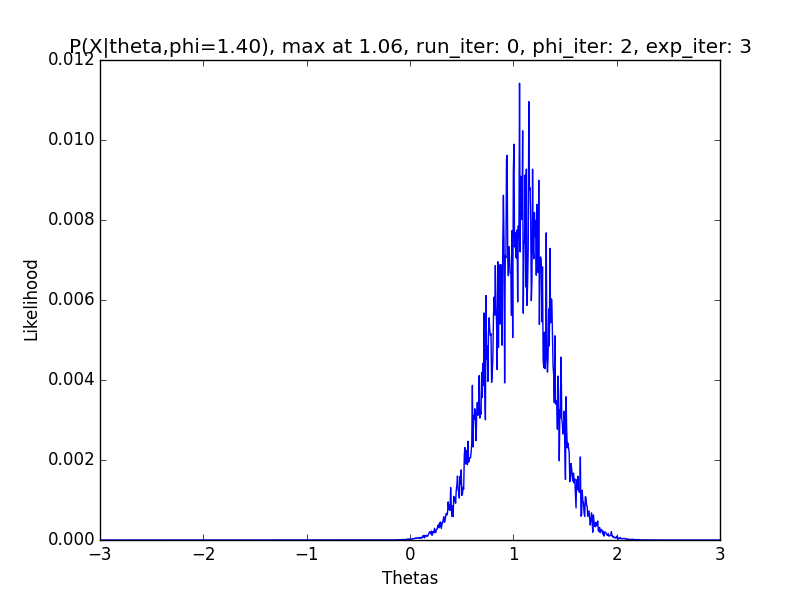 P(X|theta,phi=1.40), max at 1.06, run_iter: 0, phi_iter: 2, exp_iter: 3
0.012
0.010
0.008
0.006
0.004
0.002
0.000
Likelihood
−3 −2 −1 0 1 2 3
Thetas